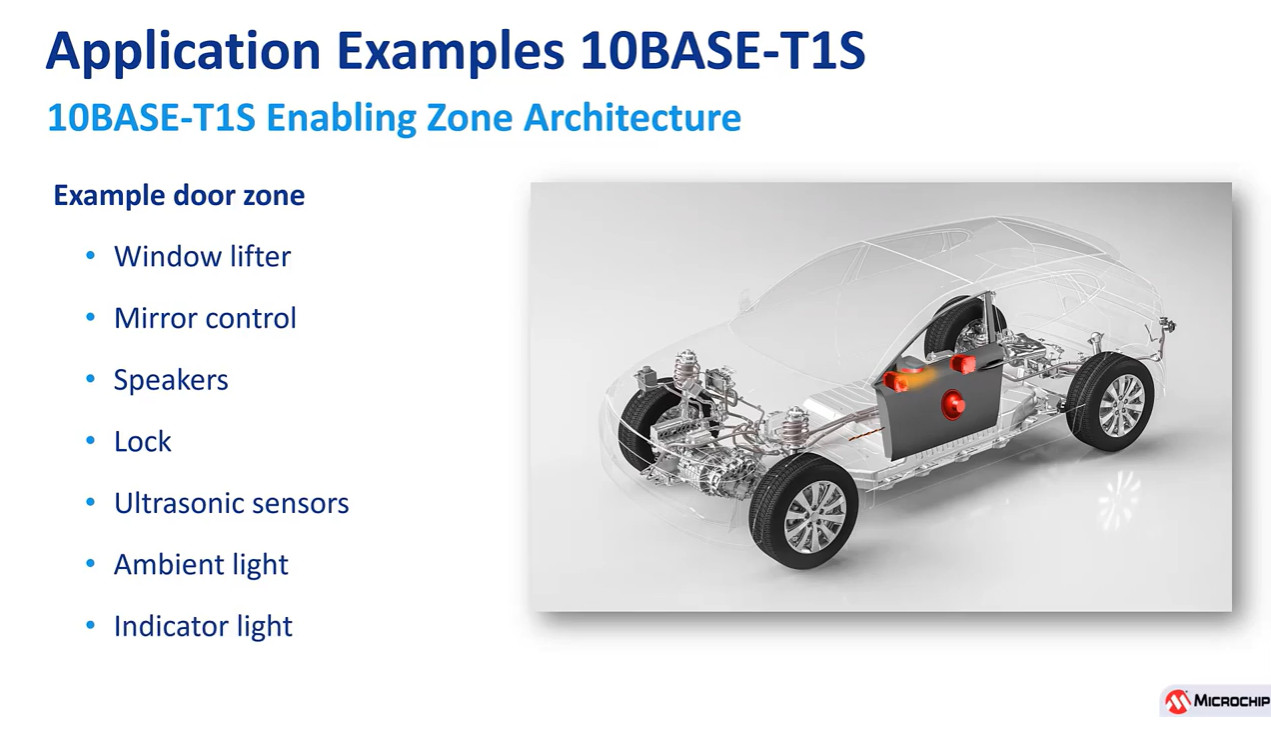 Application Examples 10BASE-T1S
10BASE-T1S Enabling Zone Architecture
Example door zone
• Window lifter
• Mirror control
• Speakers
• Lock
• Ultrasonic sensors
• Ambient light
• Indicator light
MICROCHIP